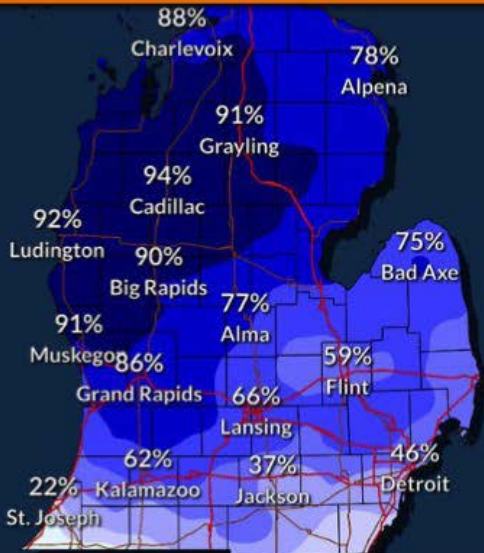 88%
Charlevoix
78%
Alpena
91%
Grayling
94%
Cadillac
92%
Ludington
75%
Bad Axe
90%
Big Rapids
77%
Alma
91%
Muskegon
86%
Grand Rapids
59%
Flint
66%
Lansing
62%
Kalamazoo
37%
Jackson
46%
Detroit
22%
St. Joseph